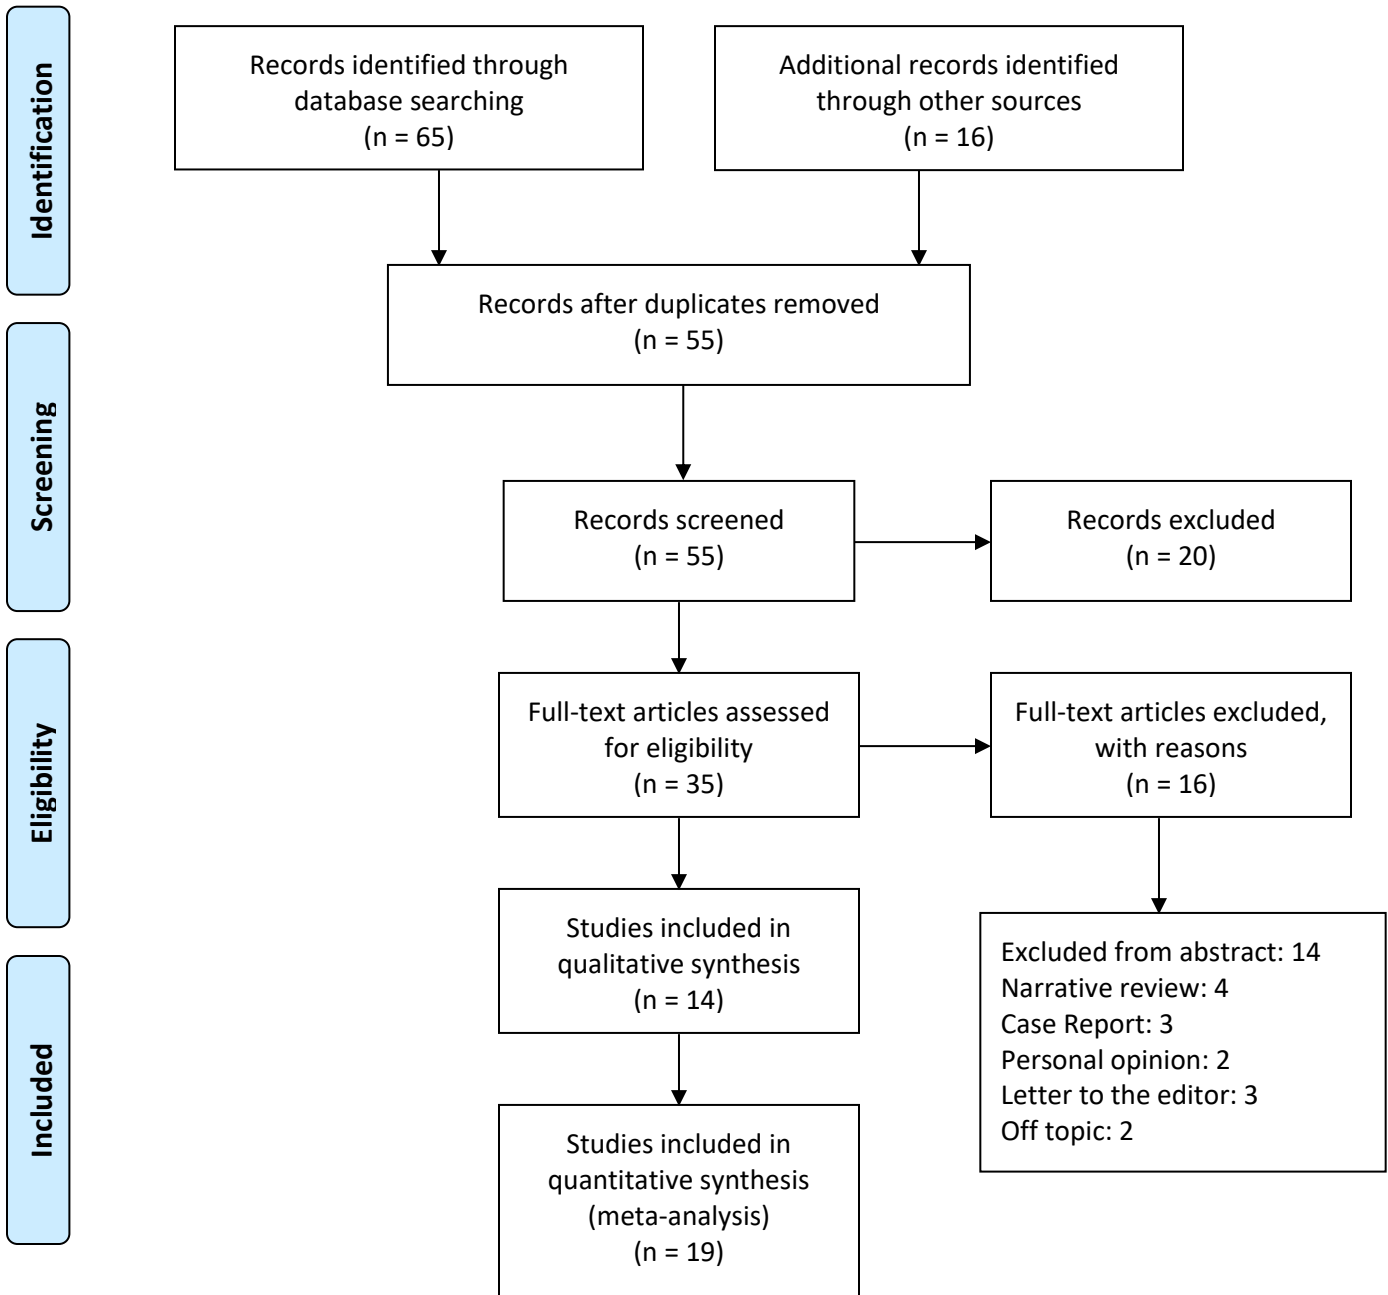 Identification
Records identified through
database searching
(n = 65)
Additional records identified
through other sources
(n = 16)
Records after duplicates removed
(n = 55)
Screening
Records screened
(n = 55)
Records excluded
(n = 20)
Eligibility
Full-text articles assessed
for eligibility
(n = 35)
Full-text articles excluded,
with reasons
(n = 16)
Studies included in
qualitative synthesis
(n = 14)
Excluded from abstract: 14
Narrative review: 4
Case Report: 3
Personal opinion: 2
Letter to the editor: 3
Off topic: 2
Included
Studies included in
quantitative synthesis
(meta-analysis)
(n = 19)